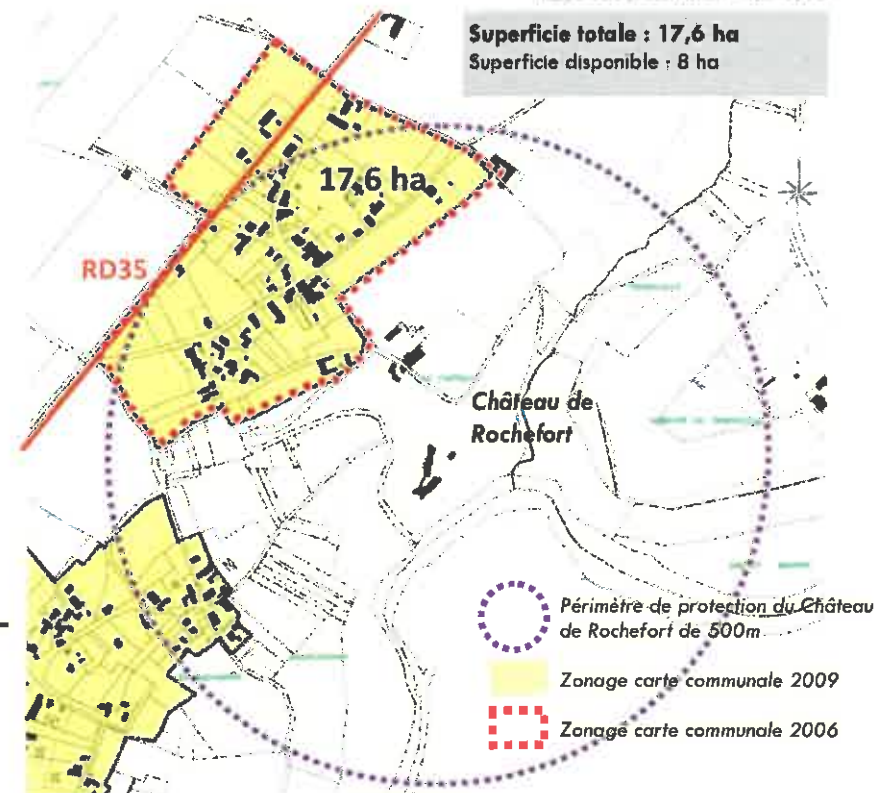 Superficie totale : 17,6 ha
Superficie disponible : 8 ha
17,6 ha
RD35
Château de
Rochefort
Périmètre de protection du Château
de Rochefort de 500m
Zonage carte communale 2009
Zonage carte communale 2006